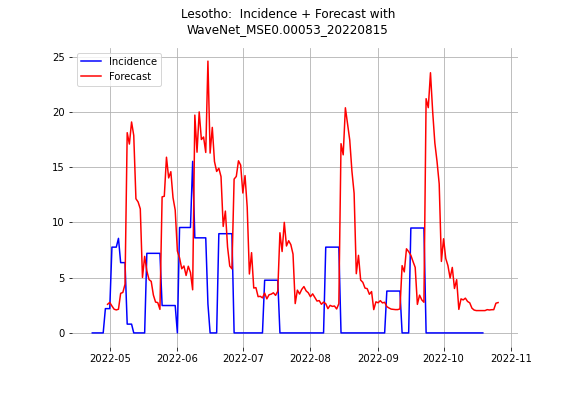 Lesotho:  Incidence + Forecast with
WaveNet_MSE0.00053_20220815
Incidence
Forecast
25
20
15
10
5
0
2022-05 2022-06 2022-07 2022-08 2022-09 2022-10 2022-11